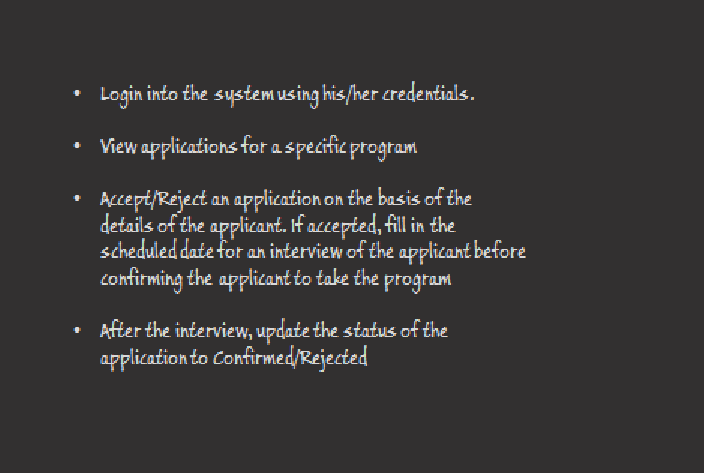 • Login into the system using his/her credentials.
• View applications for a specific program
• Accept/Reject an application on the basis of the
details of the applicant. If accepted, fill in the
scheduled date for an interview of the applicant before
confirming the applicant to take the program
• After the interview, update the status of the
application to Confirmed/Rejected